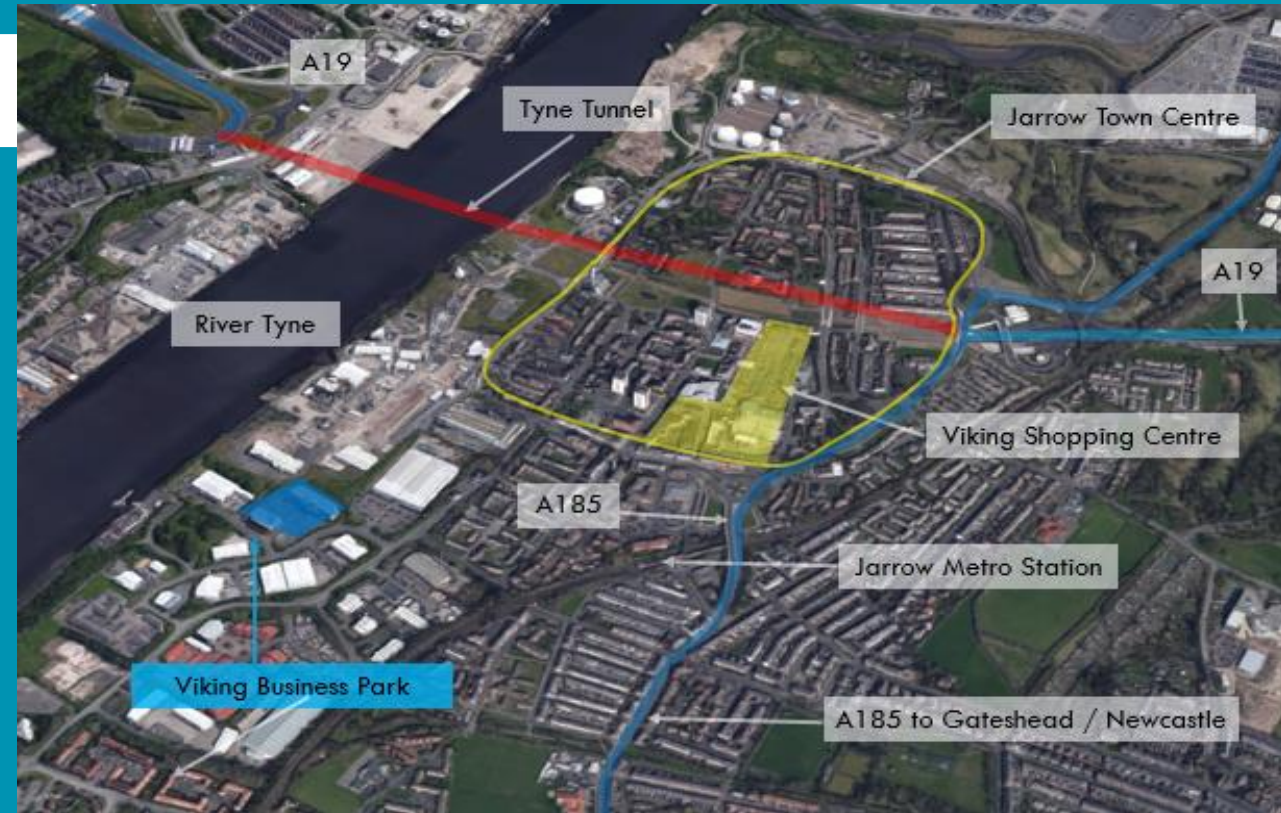 A19
Tyne Tunnel
Jarrow Town Centre
A19
River Tyne
Viking Shopping Centre
A185
Jarrow Metro Station
Viking Business Park
A185 to Gateshead / Newcastle